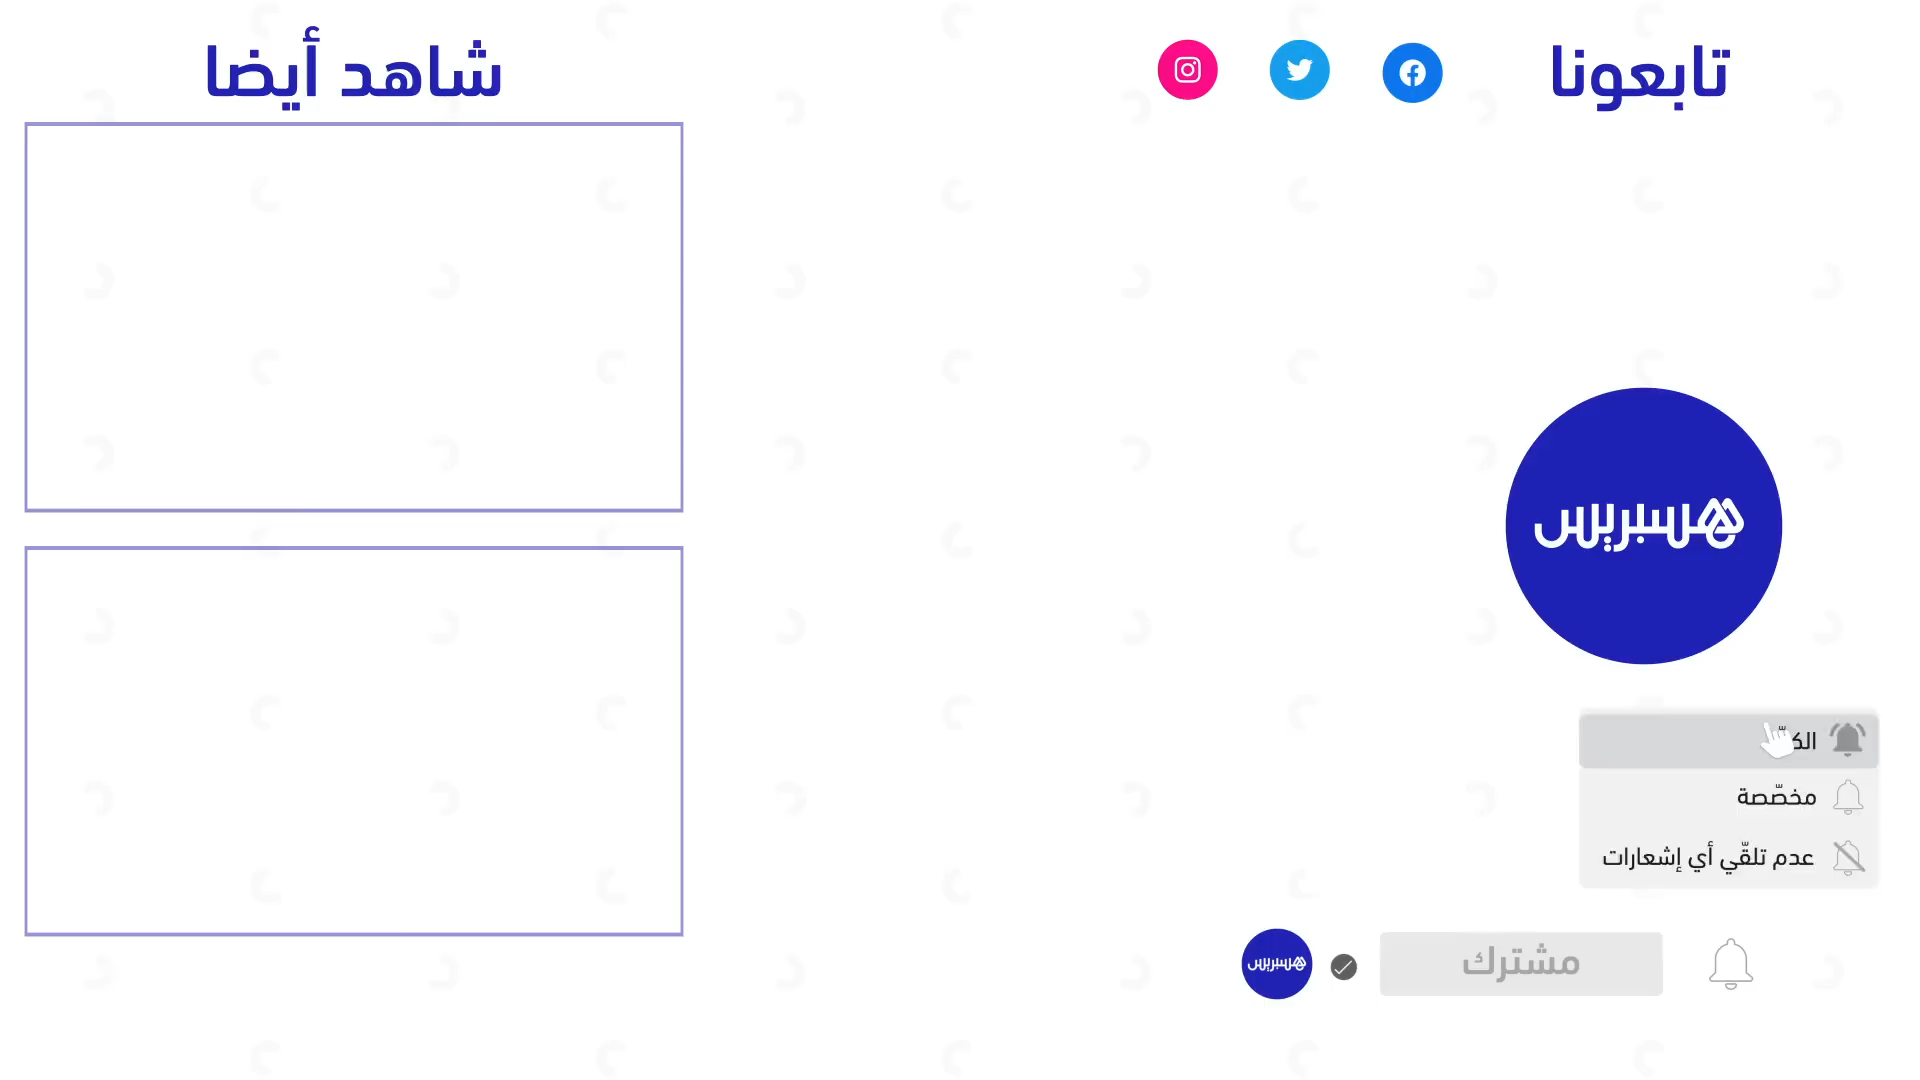 تابعونا
شاهد أيضا
هسبريس
مخصّصة
عدم تلقّي أي إشعارات
هسبريس
مشترك